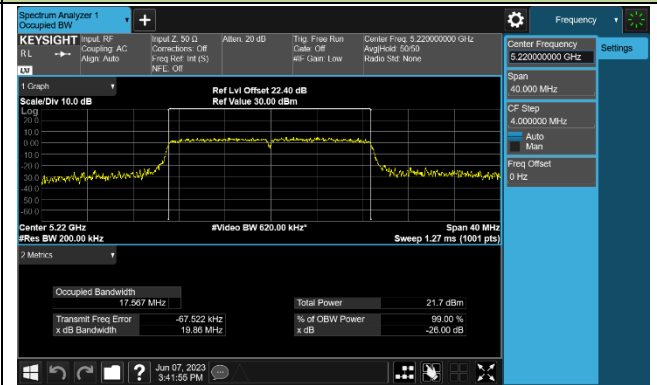 Spectrum Analyzer 1
Occupied BW
Frequency
KEYSIGHT
RL
LXI
Input: RF
Coupling: AC
Align: Auto
Input Z: 50 Ω
Corrections: Off
Freq Ref: Int (S)
NFE: Off
Atten: 20 dB
Trig: Free Run
Gate: Off
#IF Gain: Low
Center Freq: 5.220000000 GHz
Avg|Hold: 50/50
Radio Std: None
1 Graph
Scale/Div 10.0 dB
Ref Lvl Offset 22.40 dB
Ref Value 30.00 dBm
Log
20.0
10.0
0.00
-10.0
-20.0
-30.0
-40.0
-50.0
-60.0
Center 5.22 GHz
#Res BW 200.00 kHz
#Video BW 620.00 kHz*
Span 40 MHz
Sweep 1.27 ms (1001 pts)
2 Metrics
Occupied Bandwidth
17.567 MHz
Transmit Freq Error -67.522 kHz
x dB Bandwidth 19.86 MHz
Total Power 21.7 dBm
% of OBW Power 99.00 %
x dB -26.00 dB
Center Frequency
5.220000000 GHz
Span
40.000 MHz
CF Step
4.000000 MHz
Auto
Man
Freq Offset
0 Hz
Settings
?
Jun 07, 2023
3:41:55 PM